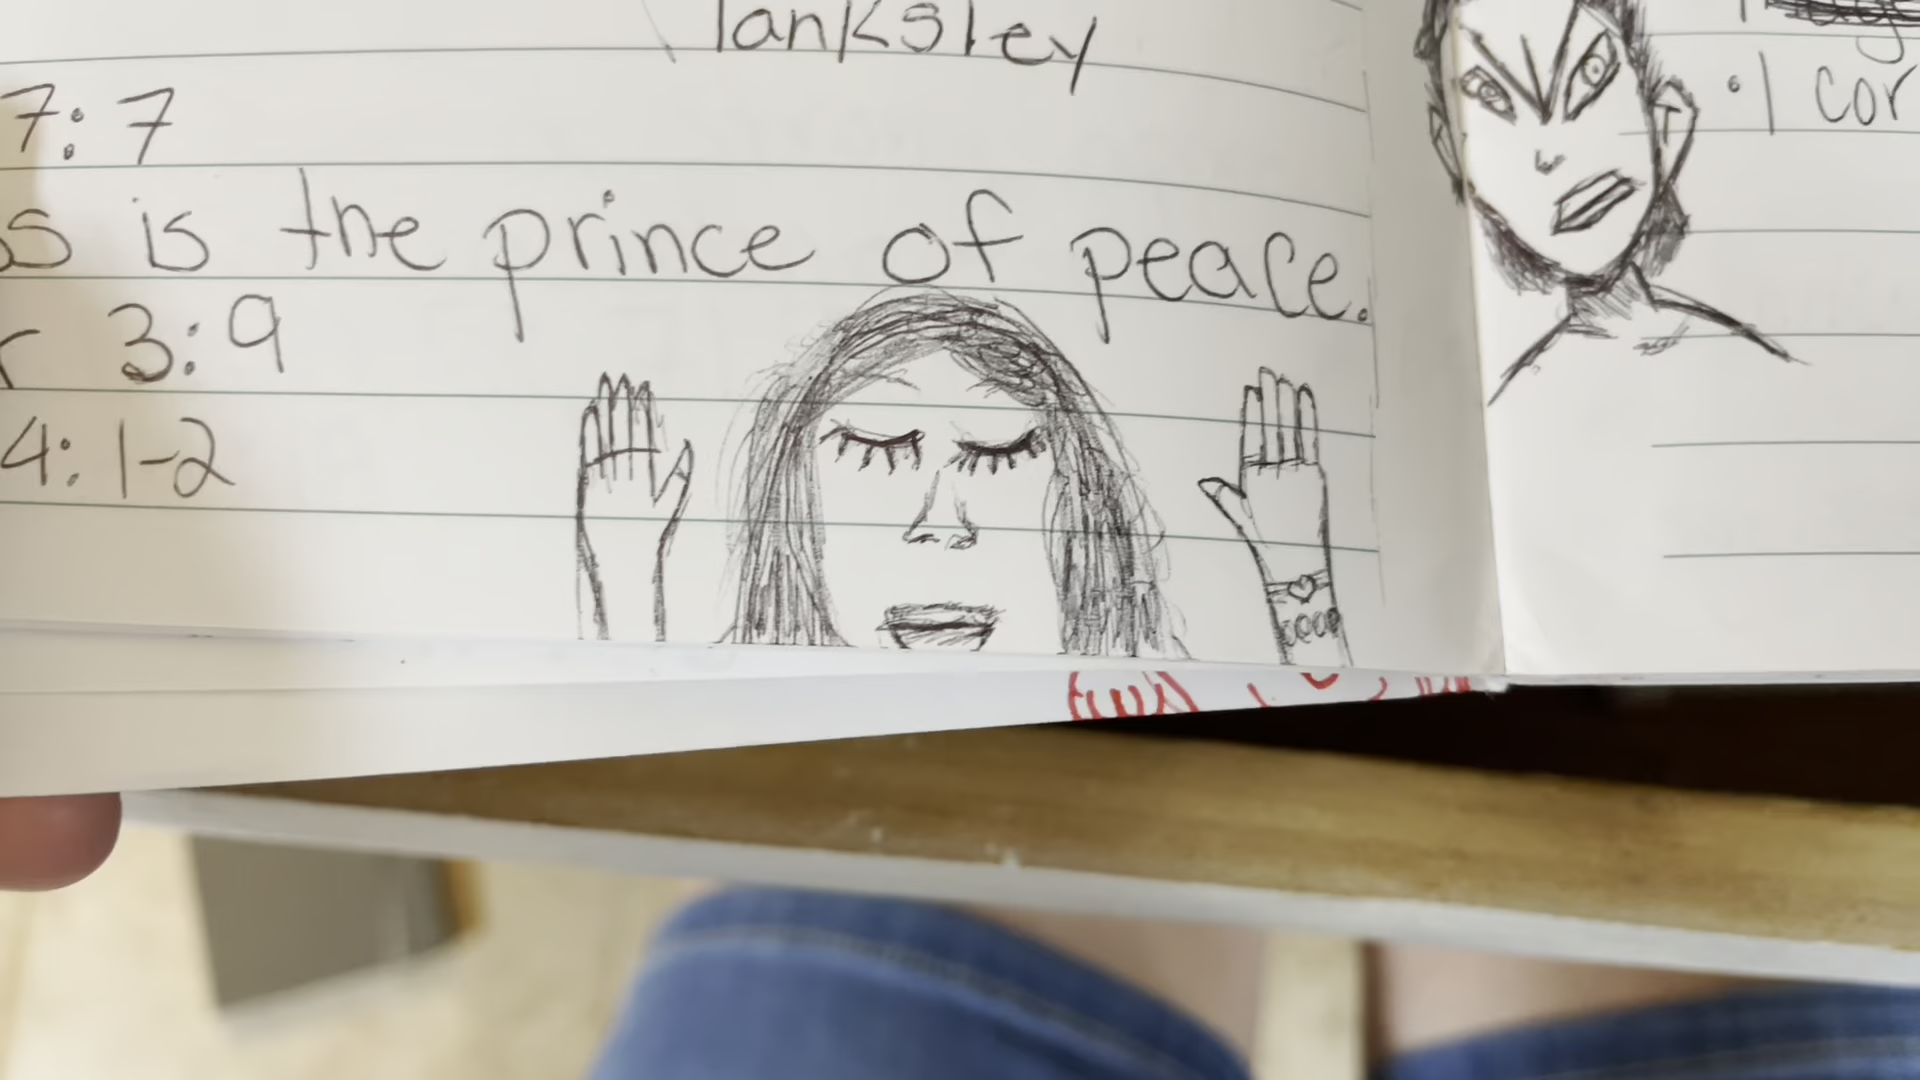 Tanksley
7:7
is the prince of peace.
3:9
4:1-2
·1 cor